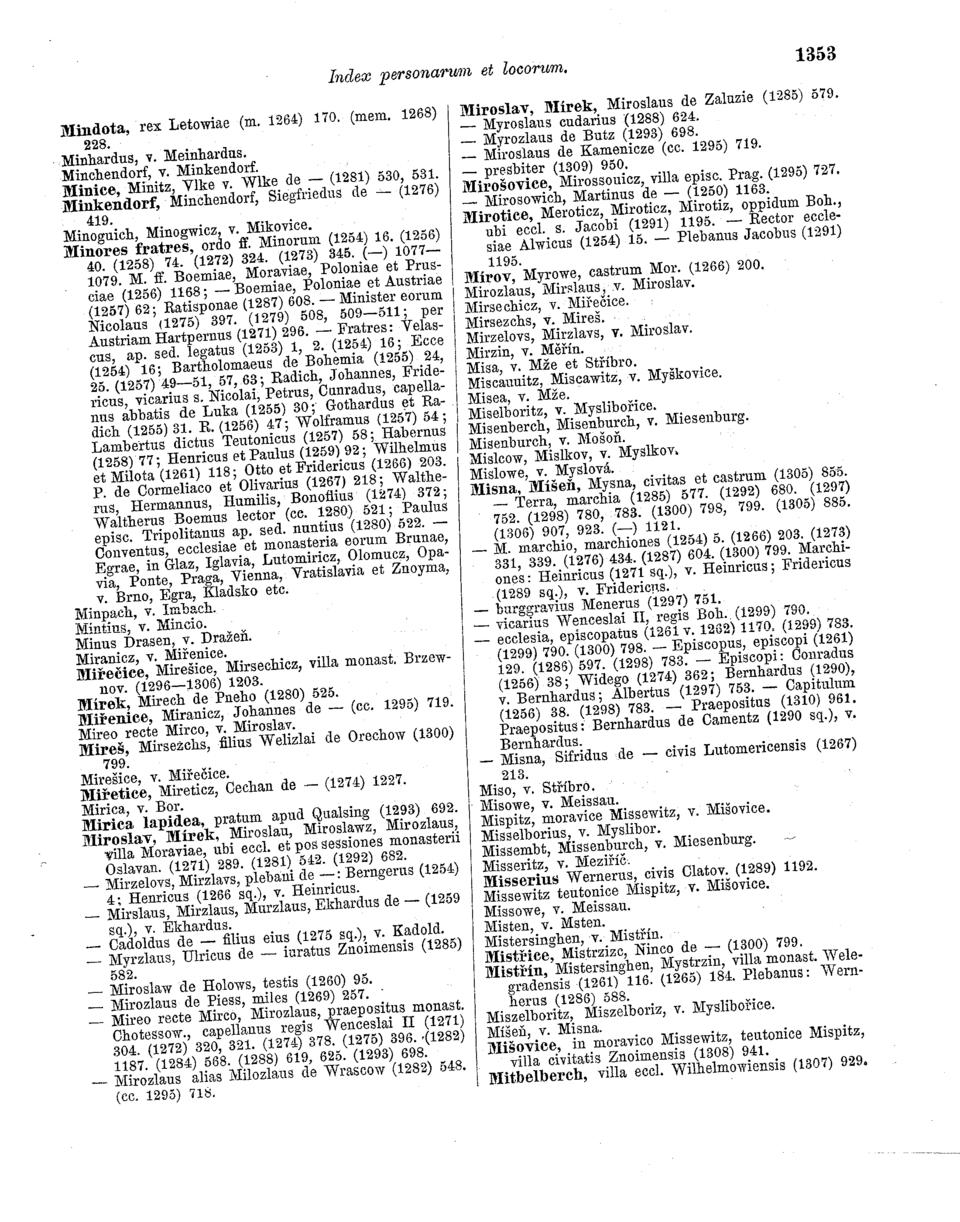 Index personarum et locorum.
1353
Mindota, rex Letowiae (m. 1264) 170. (mem. 1268)
228.
Minhardus, v. Meinhardus.
Minchendorf, v. Minkendorf.
Minice, Minitz, Vlke v. Wlke de — (1281) 530, 531.
Minkendorf, Minchendorf, Siegfriedus de — (1276)
419.
Minoguich, Minogwicz, v. Mikovice.
Minores fratres, ordo ff. Minorum (1254) 16. (1256)
40. (1258) 74. (1272) 324. (1273) 345. (—) 1077—
1079. M. ff. Boemiae, Moraviae, Poloniae et Prus-
ciae (1256) 1168; — Boemiae, Poloniae et Austriae
(1257) 62; Ratisponae (1287) 608. — Minister eorum
Nicolaus (1275) 397. (1279) 508, 509—511; per
Austriam Hartpernus (1271) 296. — Fratres: Velas-
cus, ap. sed. legatus (1253) 1, 2. (1254) 16; Ecce
(1254) 16; Bartholomaeus de Bohemia (1255) 24,
25. (1257) 49—51, 57, 63; Radich, Johannes, Fride-
ricus, vicarius s. Nicolai, Petrus, Cunradus, capella-
nus abbatis de Luka (1255) 30; Gothardus et Ra-
dich (1255) 31. R. (1256) 47; Wolframus (1257) 54;
Lambertus dictus Teutonicus (1257) 58; Habernus
(1258) 77; Henricus et Paulus (1259) 92; Wilhelmus
et Milota (1261) 118; Otto et Fridericus (1266) 203.
P. de Cormeliaco et Olivarius (1267) 218; Walthe-
rus, Hermannus, Humilis, Bonofiius (1274) 372;
Waltherus Boemus lector (cc. 1280) 521; Paulus
episc. Tripolitanus ap. sed. nuntius (1280) 522. —
Conventus, ecclesiae et monasteria eorum Brunae,
Egrae, in Glaz, Iglavia, Lutomiricz, Olomucz, Opa-
via, Ponte, Praga, Vienna, Vratislavia et Znoyma,
v. Brno, Egra, Kladsko etc.
Minpach, v. Imbach.
Mintius, v. Mincio.
Minus Drasen, v. Dražeň.
Miranicz, v. Miřenice.
Miřečice, Mirešice, Mirsechicz, villa monast. Brzew-
nov. (1296—1306) 1203.
Mírek, Mirech de Pneho (1280) 525.
Miřenice, Miranicz, Johannes de — (cc. 1295) 719.
Mireo recte Mirco, v. Miroslav.
Mireš, Mirsežchs, filius Welizlai de Orechow (1300)
799.
Mirešice, v. Miřečice.
Miřetice, Mireticz, Cechan de — (1274) 1227.
Mirica, v. Bor.
Mirica lapidea, pratum apud Qualsing (1293) 692.
Miroslav, Mírek, Miroslau, Miroslawz, Mirozlaus,
villa Moraviae, ubi eccl. et possessiones monasterii
Oslavan. (1271) 289. (1281) 542. (1292) 682.
— Mirzelovs, Mirzlavs, plebani de —: Berngerus (1254)
4; Henricus (1266 sq.), v. Heinricus.
— Mirslaus, Mirzlaus, Murzlaus, Ekhardus de — (1259
sq.), v. Ekhardus.
— Cadoldus de — filius eius (1275 sq.), v. Kadold.
— Myrzlaus, Ulricus de — iuratus Znoimensis (1285)
582.
— Miroslaw de Holows, testis (1260) 95.
— Mirozlaus de Piess, miles (1269) 257.
— Mireo recte Mirco, Mirozlaus, praepositus monast.
Chotessow., capellanus regis Wenceslai II (1271)
304. (1272) 320, 321. (1274) 378. (1275) 396. (1282)
1187. (1284) 568. (1288) 619, 625. (1293) 698.
— Mirozlaus alias Milozlaus de Wrascow (1282) 548.
(cc. 1295) 718.
Miroslav, Mírek, Miroslaus de Zaluzie (1285) 579.
— Myroslaus cudarius (1288) 624.
— Myrozlaus de Butz (1293) 698.
— Miroslaus de Kamenicze (cc. 1295) 719.
— presbiter (1309) 950.
Mirošovice, Mirossouicz, villa episc. Prag. (1295) 727.
— Mirosowich, Martinus de — (1250) 1163.
Mirotice, Meroticz, Miroticz, Mirotiz, oppidum Boh.,
ubi eccl. s. Jacobi (1291) 1195. — Rector eccle-
siae Alwicus (1254) 15. — Plebanus Jacobus (1291)
1195.
Mírov, Myrowe, castrum Mor. (1266) 200.
Mirozlaus, Mirslaus, v. Miroslav.
Mirsechicz, v. Miřečice.
Mirsezchs, v. Mireš.
Mirzelovs, Mirzlavs, v. Miroslav.
Mirzin, v. Měřín.
Misa, v. Mže et Stříbro.
Miscauuitz, Miscawitz, v. Myškovice.
Misea, v. Mže.
Miselboritz, v. Myslibořice.
Misenberch, Misenburch, v. Miesenburg.
Misenburch, v. Mošoň.
Mislcow, Mislkov, v. Myslkov.
Mislowe, v. Myslová.
Misna, Míšeň, Mysna, civitas et castrum (1305) 855.
— Terra, marchia (1285) 577. (1292) 680. (1297)
752. (1298) 780, 783. (1300) 798, 799. (1305) 885.
(1306) 907, 923. (—) 1121.
— M. marchio, marchiones (1254) 5. (1266) 203. (1273)
331, 339. (1276) 434. (1287) 604. (1300) 799. Marchi-
ones: Heinricus (1271 sq.), v. Heinricus; Fridericus
(1289 sq.), v. Fridericus.
— burggravius Menerus (1297) 751.
— vicarius Wenceslai II, regis Boh. (1299) 790.
— ecclesia, episcopatus (1261 v. 1262) 1170. (1299) 783.
(1299) 790. (1300) 798. — Episcopus, episcopi (1261)
129. (1286) 597. (1298) 783. — Episcopi: Conradus
(1256) 38; Widego (1274) 362; Bernhardus (1290),
v. Bernhardus; Albertus (1297) 753. — Capitulum
(1256) 38. (1298) 783. — Praepositus (1310) 961.
Praepositus: Bernhardus de Camentz (1290 sq.), v.
Bernhardus.
— Misna, Sifridus de — civis Lutomericensis (1267)
213.
Miso, v. Stříbro.
Misowe, v. Meissau.
Mispitz, moravice Missewitz, v. Mišovice.
Misselborius, v. Myslibor.
Missembt, Missenburch, v. Miesenburg.
Misseritz, v. Meziříč.
Misserius Wernerus, civis Clatov. (1289) 1192.
Missewitz teutonice Mispitz, v. Mišovice.
Missowe, v. Meissau.
Misten, v. Msten.
Mistersinghen, v. Mistřín.
Mistřice, Mistrzizc, Ninco de — (1300) 799.
Mistřín, Mistersinghen, Mystrzin, villa monast. Wele-
gradensis (1261) 116. (1265) 184. Plebanus: Wern-
herus (1286) 588.
Miszelboritz, Miszelboriz, v. Myslibořice.
Míšeň, v. Misna.
Mišovice, in moravico Missewitz, teutonice Mispitz,
villa civitatis Znoimensis (1308) 941.
Mitbelberch, villa eccl. Wilhelmowiensis (1307) 929.